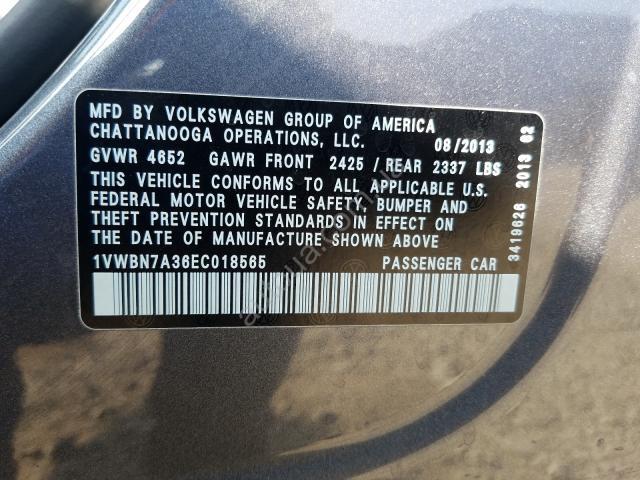 MFD BY VOLKSWAGEN GROUP OF AMERICA
CHATTANOOGA OPERATIONS, LLC. 08/2013
GVWR 4652 GAWR FRONT 2425 / REAR 2337 LBS
THIS VEHICLE CONFORMS TO ALL APPLICABLE U.S.
FEDERAL MOTOR VEHICLE SAFETY, BUMPER AND
THEFT PREVENTION STANDARDS IN EFFECT ON
THE DATE OF MANUFACTURE SHOWN ABOVE.
1VWBN7A36EC018565 PASSENGER CAR
3419626 2013 02